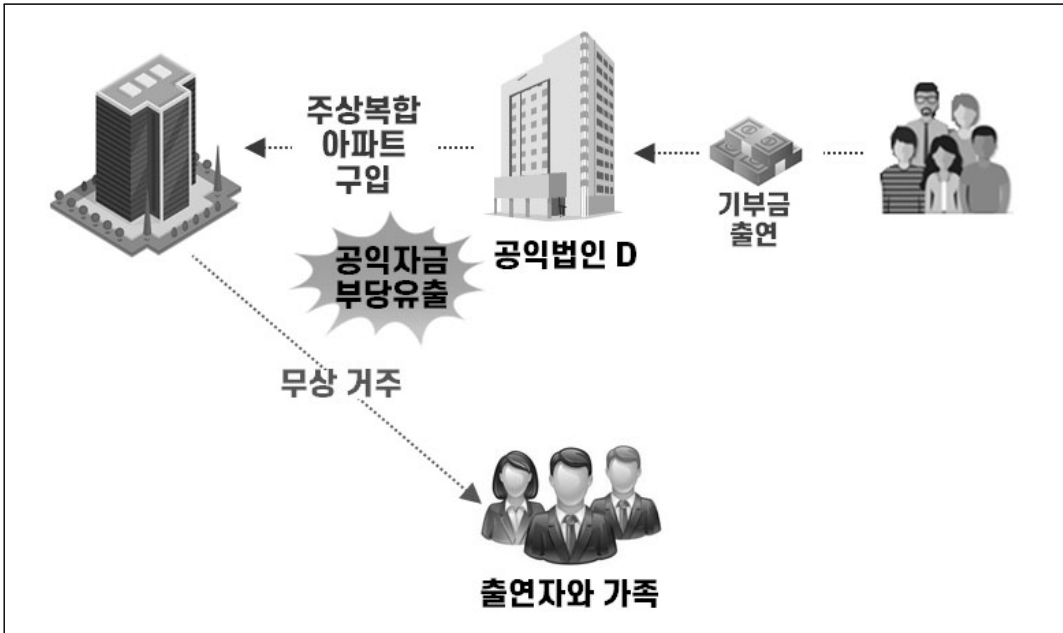 주상복합
아파트
구입
기부금
출연
공익법인 D
공익자금
부당유출
무상 거주
출연자와 가족